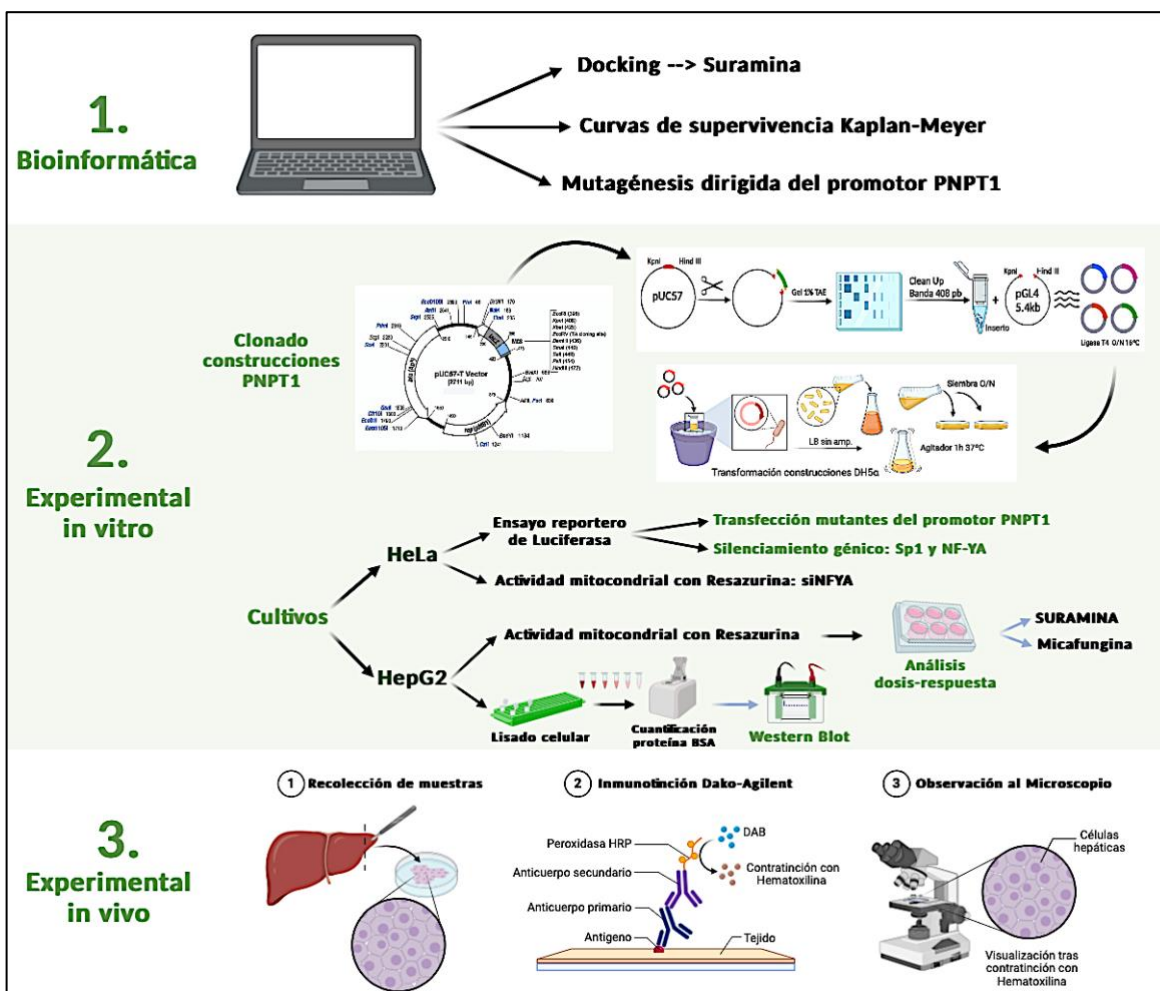 1.
Bioinformática
Docking --> Suramina
Curvas de supervivencia Kaplan-Meyer
Mutagénesis dirigida del promotor PNPT1
2.
Experimental
in vitro
Clonado
construcciones
PNPT1
pUC57-T Vector
KpnI Hind III
pUC57
Gel 1% TAE
Clean Up
Banda 408 pb
Inserto
+
KpnI Hind II
pGL4
5.4kb
Ligasa T4 O/N 16ºC
LB sin amp.
Siembra O/N
Agitador 1h 37ºC
Transformación construcciones DH5α
Cultivos
HeLa
Ensayo reportero
de Luciferasa
Transfección mutantes del promotor PNPT1
Silenciamiento génico: Sp1 y NF-YA
Actividad mitocondrial con Resazurina: siNFYA
HepG2
Actividad mitocondrial con Resazurina
Análisis
dosis-respuesta
SURAMINA
Micafungina
Lisado celular
Cuantificación
proteína BSA
Western Blot
3.
Experimental
in vivo
1 Recolección de muestras
2 Inmunotinción Dako-Agilent
DAB
Peroxidasa HRP
Contratinción con
Hematoxilina
Anticuerpo secundario
Anticuerpo primario
Antígeno
Tejido
3 Observación al Microscopio
Células
hepáticas
Visualización tras
contratinción con
Hematoxilina